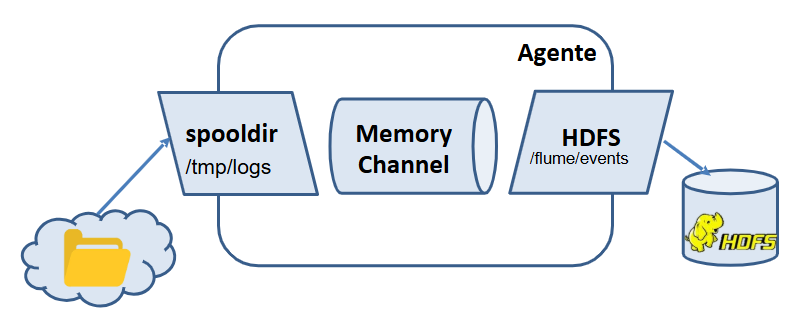 Agente
spooldir
/tmp/logs
Memory
Channel
HDFS
/flume/events
HDFS